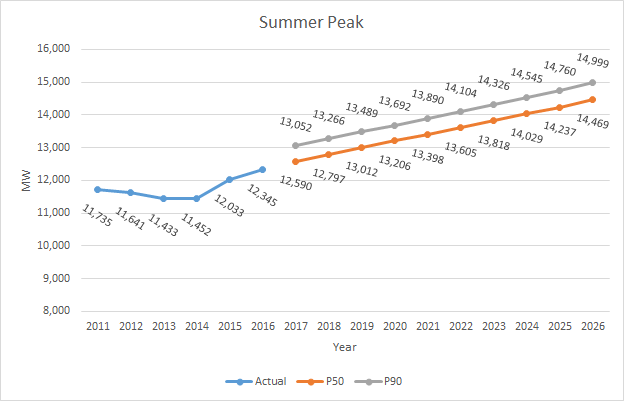 Summer Peak
16,000
15,000
14,000
13,000
12,000
11,000
10,000
9,000
8,000
MW
11,735 11,641 11,433 11,452 12,033 12,345
13,052 13,266 13,489 13,692 13,890 14,104 14,326 14,545 14,760 14,999
12,590 12,797 13,012 13,206 13,398 13,605 13,818 14,029 14,237 14,469
2011 2012 2013 2014 2015 2016 2017 2018 2019 2020 2021 2022 2023 2024 2025 2026
Year
Actual P50 P90